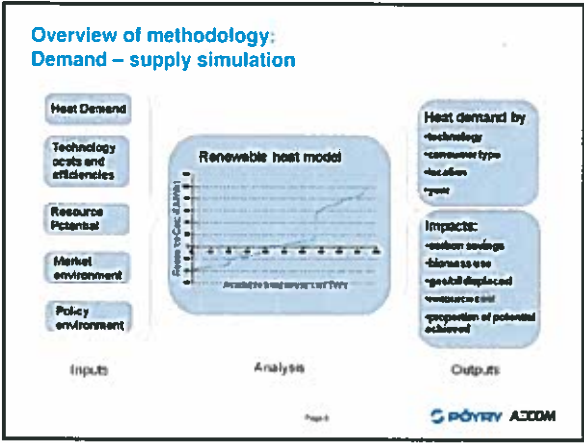 Overview of methodology:
Demand – supply simulation
Heat Demand
Technology
costs and
efficiencies
Resource
Potential
Market
environment
Policy
environment
Inputs
Renewable heat model
Analysis
Heat demand by
•technology
•consumer type
•location
•year
Impacts:
•carbon savings
•biomass use
•gas/oil displaced
•resource cost
•proportion of potential
achieved
Outputs
Page 6
PÖYRY AECOM